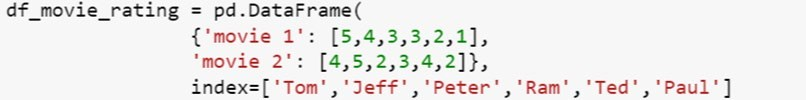 df_movie_rating = pd.DataFrame(
{'movie 1': [5,4,3,3,2,1],
'movie 2': [4,5,2,3,4,2]},
index=['Tom','Jeff','Peter','Ram','Ted','Paul']